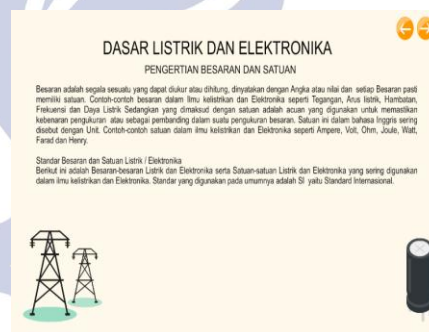 DASAR LISTRIK DAN ELEKTRONIKA
PENGERTIAN BESARAN DAN SATUAN
Besaran adalah segala sesuatu yang dapat diukur atau dihitung, dinyatakan dengan Angka atau nilai dan setiap Besaran pasti
memiliki satuan. Contoh-contoh besaran dalam Ilmu kelistrikan dan Elektronika seperti Tegangan, Arus listrik, Hambatan,
Frekuensi dan Daya Listrik Sedangkan yang dimaksud dengan satuan adalah acuan yang digunakan untuk memastikan
kebenaran pengukuran atau sebagai pembanding dalam suatu pengukuran besaran. Satuan ini dalam bahasa Inggris sering
disebut dengan Unit. Contoh-contoh satuan dalam ilmu kelistrikan dan Elektronika seperti Ampere, Volt, Ohm, Joule, Watt,
Farad dan Henry.
Standar Besaran dan Satuan Listrik / Elektronika
Berikut ini adalah Besaran-besaran Listrik dan Elektronika serta Satuan-satuan Listrik dan Elektronika yang sering digunakan
dalam ilmu kelistrikan dan Elektronika. Standar yang digunakan pada umumnya adalah SI yaitu Standard Internasional.